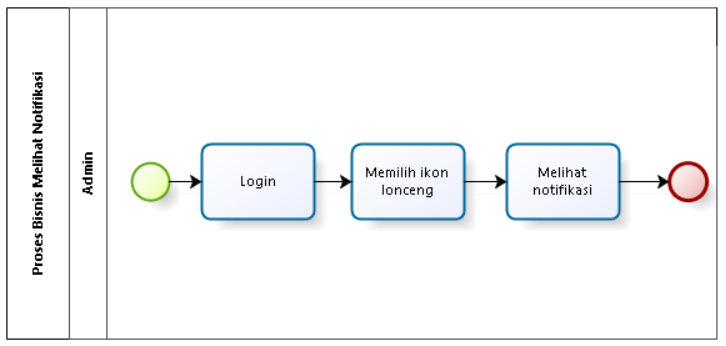 Proses Bisnis Melihat Notifikasi
Admin
Login
Memilih ikon
lonceng
Melihat
notifikasi